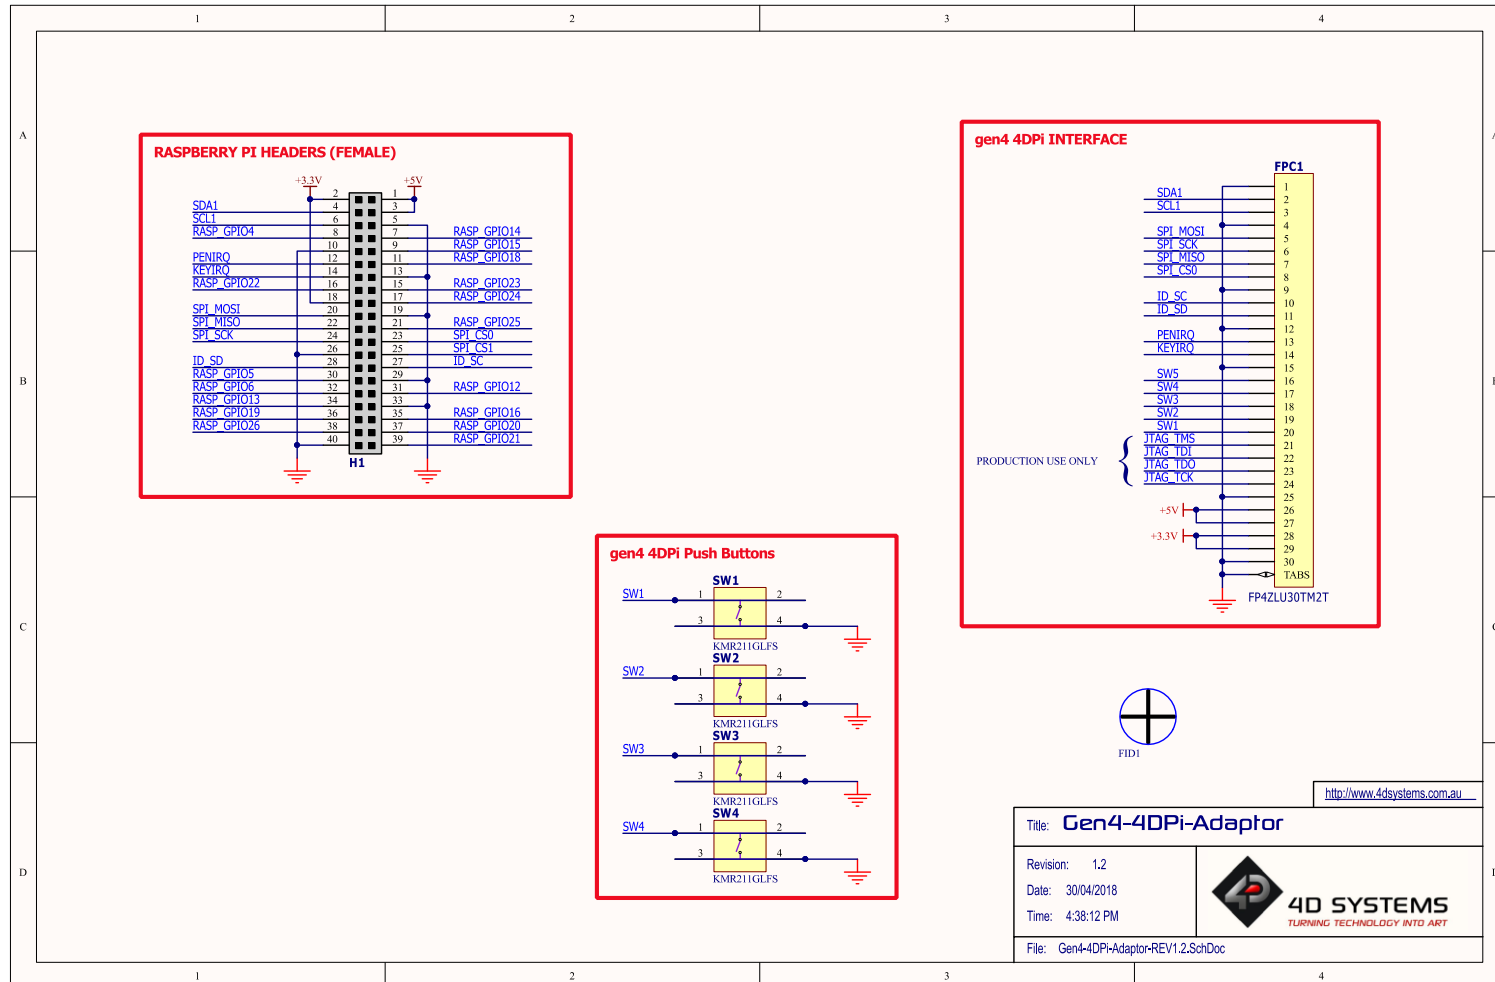 1 2 3 4
A A
RASPBERRY PI HEADERS (FEMALE)
+3.3V +5V
2 1
SDA1 4 3
SCL1 6 5
RASP_GPIO4 8 7 RASP_GPIO14
10 9 RASP_GPIO15
PENIRQ 12 11 RASP_GPIO18
KEYIRQ 14 13
RASP_GPIO22 16 15 RASP_GPIO23
18 17 RASP_GPIO24
SPI_MOSI 20 19
SPI_MISO 22 21 RASP_GPIO25
SPI_SCK 24 23 SPI_CS0
26 25 SPI_CS1
ID_SD 28 27 ID_SC
RASP_GPIO5 30 29
RASP_GPIO6 32 31 RASP_GPIO12
RASP_GPIO13 34 33
RASP_GPIO19 36 35 RASP_GPIO16
RASP_GPIO26 38 37 RASP_GPIO20
40 39 RASP_GPIO21
H1
gen4 4DPi INTERFACE
FPC1
1
SDA1 2
SCL1 3
4
SPI_MOSI 5
SPI_SCK 6
SPI_MISO 7
SPI_CS0 8
9
ID_SC 10
ID_SD 11
12
PENIRQ 13
KEYIRQ 14
15
SW5 16
SW4 17
SW3 18
SW2 19
SW1 20
JTAG_TMS 21
JTAG_TDI 22
PRODUCTION USE ONLY {
JTAG_TDO 23
JTAG_TCK 24
25
+5V 26
27
+3.3V 28
29
30
TABS
FP4ZLU30TM2T
B
gen4 4DPi Push Buttons
SW1
SW1 1 2
3 4
KMR211GLFS
SW2
SW2 1 2
3 4
KMR211GLFS
SW3
SW3 1 2
3 4
KMR211GLFS
SW4
SW4 1 2
3 4
KMR211GLFS
C
FID1
D
http://www.4dsystems.com.au
Title: Gen4-4DPi-Adaptor
Revision: 1.2
Date: 30/04/2018
Time: 4:38:12 PM
4D SYSTEMS
TURNING TECHNOLOGY INTO ART
File: Gen4-4DPi-Adaptor-REV1.2.SchDoc
1 2 3 4